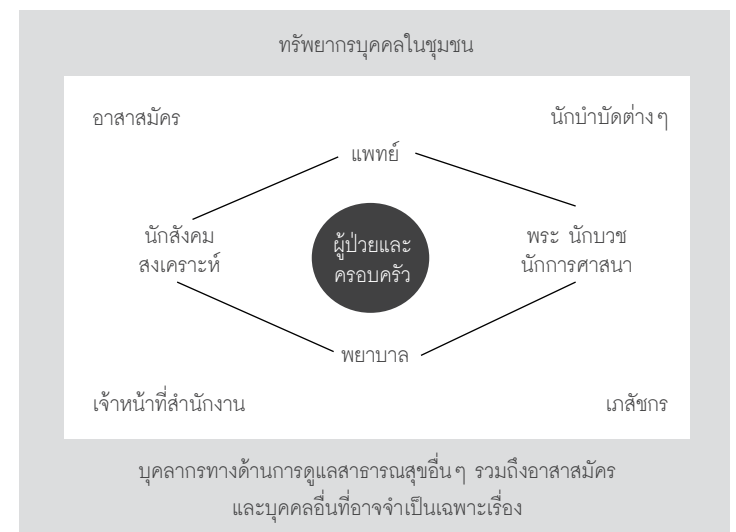 ทรัพยากรบุคคลในชุมชน
อาสาสมัคร
นักบำบัดต่าง ๆ
แพทย์
นักสังคม
สงเคราะห์
ผู้ป่วยและ
ครอบครัว
พระ นักบวช
นักการศาสนา
พยาบาล
เจ้าหน้าที่สำนักงาน
เภสัชกร
บุคลากรทางด้านการดูแลสาธารณสุขอื่น ๆ รวมถึงอาสาสมัคร
และบุคคลอื่นที่อาจจำเป็นเฉพาะเรื่อง